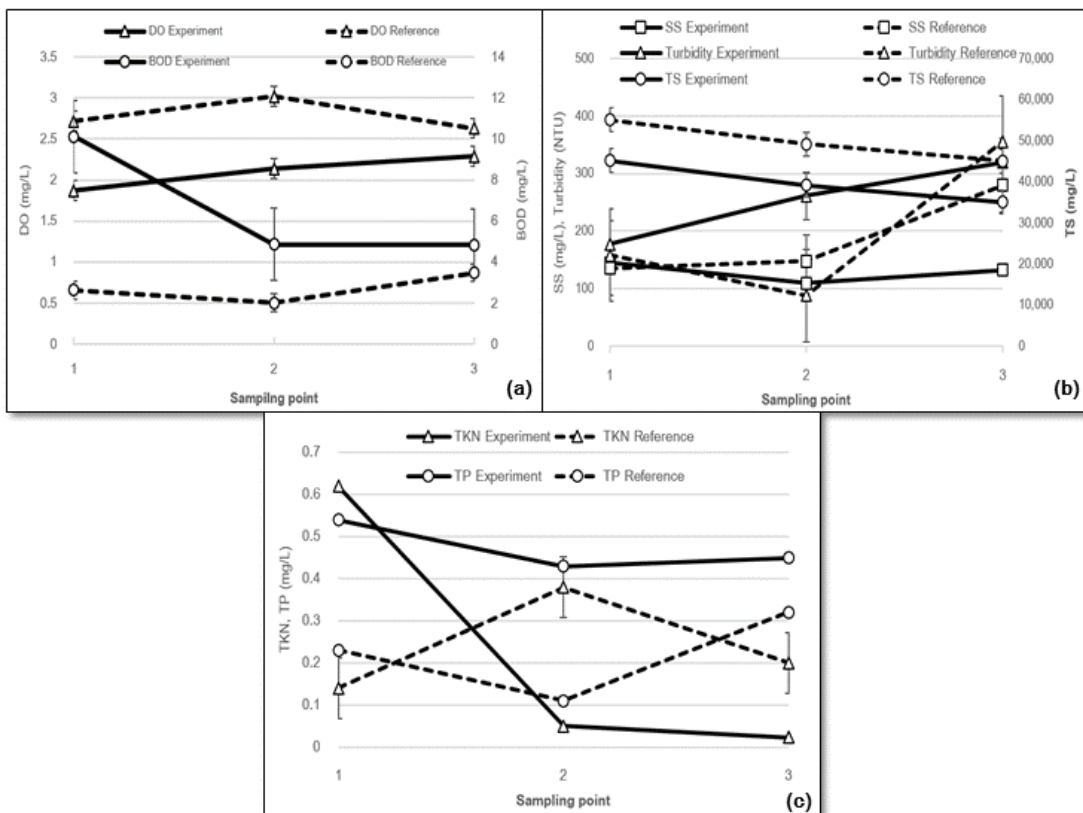 DO Experiment DO Reference
BOD Experiment BOD Reference
3.5 14
3 12
2.5 10
2 8
1.5 6
1 4
0.5 2
0 0
DO (mg/L)
BOD (mg/L)
1 2 3
Sampilng point
(a)
SS Experiment SS Reference
Turbidity Experiment Turbidity Reference
TS Experiment TS Reference
500 70,000
60,000
400
50,000
300 40,000
30,000
200
20,000
100
10,000
0 0
SS (mg/L), Turbidity (NTU)
TS (mg/L)
1 2 3
Sampling point
(b)
TKN Experiment TKN Reference
TP Experiment TP Reference
0.7
0.6
0.5
0.4
0.3
0.2
0.1
0
TKN, TP (mg/L)
1 2 3
Sampling point
(c)